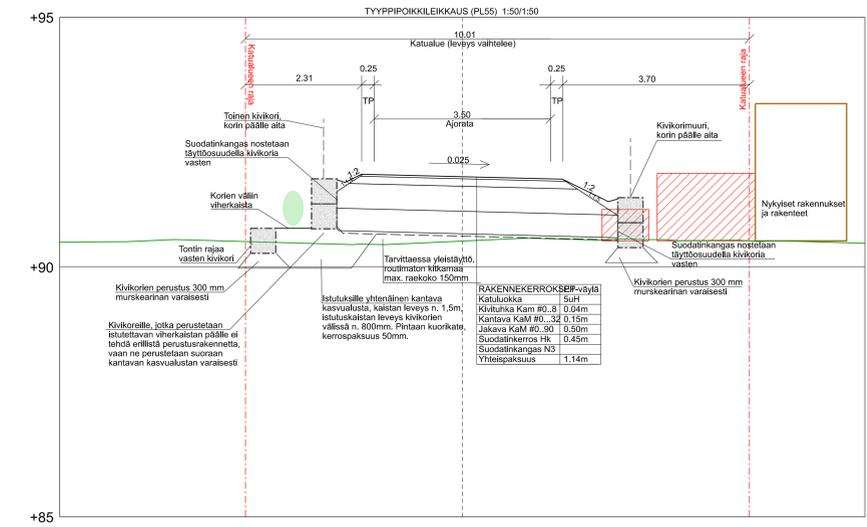 TYYPPIPOIKKILEIKKAUS (PL55) 1:50/1:50
+95
10.01
Katualue (leveys vaihtelee)
Katualueen raja
Katualueen raja
0.25
0.25
2.31
3.70
TP
TP
3.50
Ajorata
Toinen kivikori,
korin päälle aita
Kivikorimuuri,
korin päälle aita
Suodatinkangas nostetaan
täyttöosuudella kivikoria
vasten
0.025
1:2
1:2
Korien väliin
viherkaista
Nykyiset rakennukset
ja rakenteet
Tontin rajaa
vasten kivikori
Suodatinkangas nostetaan
täyttöosuudella kivikoria
vasten
+90
Tarvittaessa yleistäyttö,
routimaton kitkamaa
max. raekoko 150mm
Kivikorien perustus 300 mm
murskearinan varaisesti
Kivikorien perustus 300 mm
murskearinan varaisesti
Istutuksille yhtenäinen kantava
kasvualusta, kaistan leveys n. 1,5m,
istutuskaistan leveys kivikorien
välissä n. 800mm. Pintaan kuorikate,
kerrospaksuus 50mm.
Kivikoreille, jotka perustetaan
istutettavan viherkaistan päälle ei
tehdä erillistä perustusrakennetta,
vaan ne perustetaan suoraan
kantavan kasvualustan varaisesti
RAKENNEKERROKSET PP-väylä
Katuluokka 5uH
Kivituhka Kam #0..8 0.04m
Kantava KaM #0...32 0.15m
Jakava KaM #0..90 0.50m
Suodatinkerros Hk 0.45m
Suodatinkangas N3
Yhteispaksuus 1.14m
+85